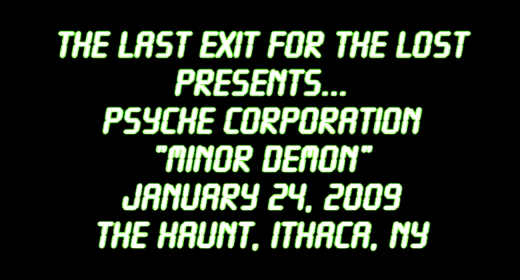 THE LAST EXIT FOR THE LOST
PRESENTS...
PSYCHE CORPORATION
"MINOR DEMON"
JANUARY 24, 2009
THE HAUNT, ITHACA, NY